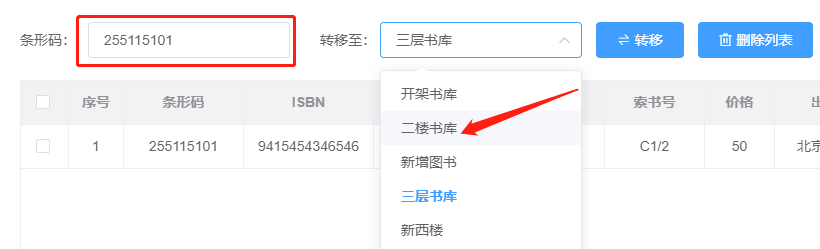 条形码： 255115101 转移至： 三层书库 转移 删除列表
序号 条形码 ISBN 索书号 价格 出
1 255115101 9415454346546 C1/2 50 北京
开架书库
二楼书库
新增图书
三层书库
新西楼